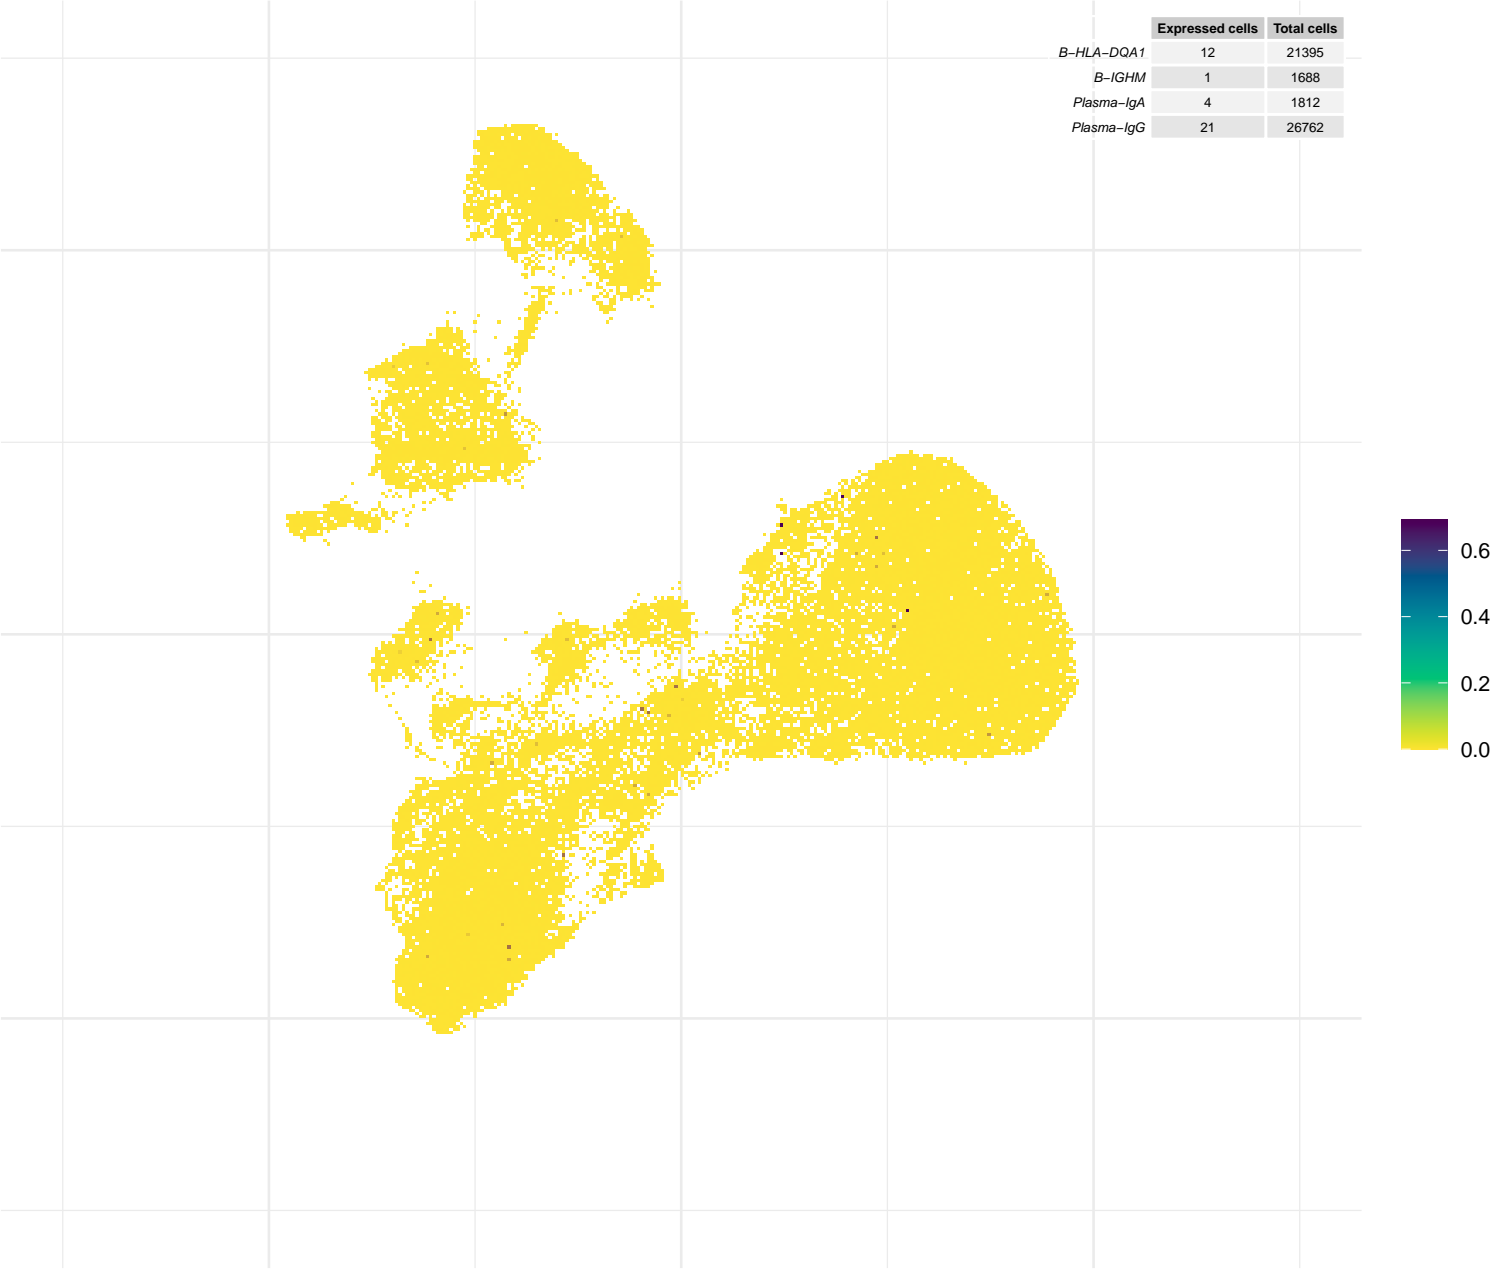 Expressed cells Total cells
B−HLA−DQA1 12 21395
B−IGHM 1 1688
Plasma−IgA 4 1812
Plasma−IgG 21 26762
0.6
0.4
0.2
0.0